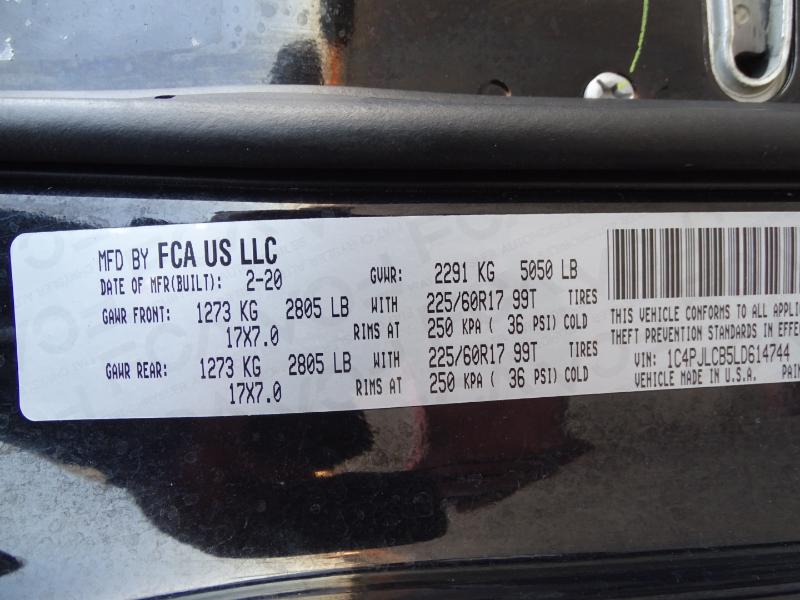 MFD BY FCA US LLC
DATE OF MFR(BUILT): 2-20 GVWR: 2291 KG 5050 LB
GAWR FRONT: 1273 KG 2805 LB WITH 225/60R17 99T TIRES
17X7.0 RIMS AT 250 KPA ( 36 PSI) COLD
GAWR REAR: 1273 KG 2805 LB WITH 225/60R17 99T TIRES
17X7.0 RIMS AT 250 KPA ( 36 PSI) COLD
THIS VEHICLE CONFORMS TO ALL APPLI
THEFT PREVENTION STANDARDS IN EFFE
VIN: 1C4PJLCB5LD614744
VEHICLE MADE IN U.S.A. PAIN